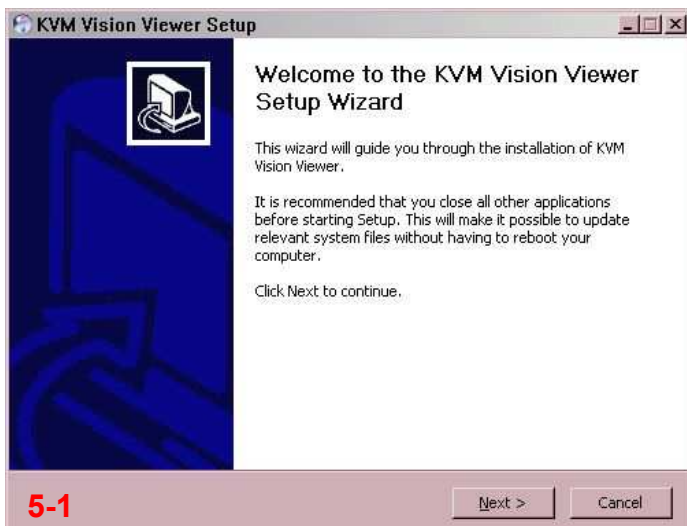 KVM Vision Viewer Setup
Welcome to the KVM Vision Viewer
Setup Wizard
This wizard will guide you through the installation of KVM
Vision Viewer.
It is recommended that you close all other applications
before starting Setup. This will make it possible to update
relevant system files without having to reboot your
computer.
Click Next to continue.
5-1
Next >
Cancel